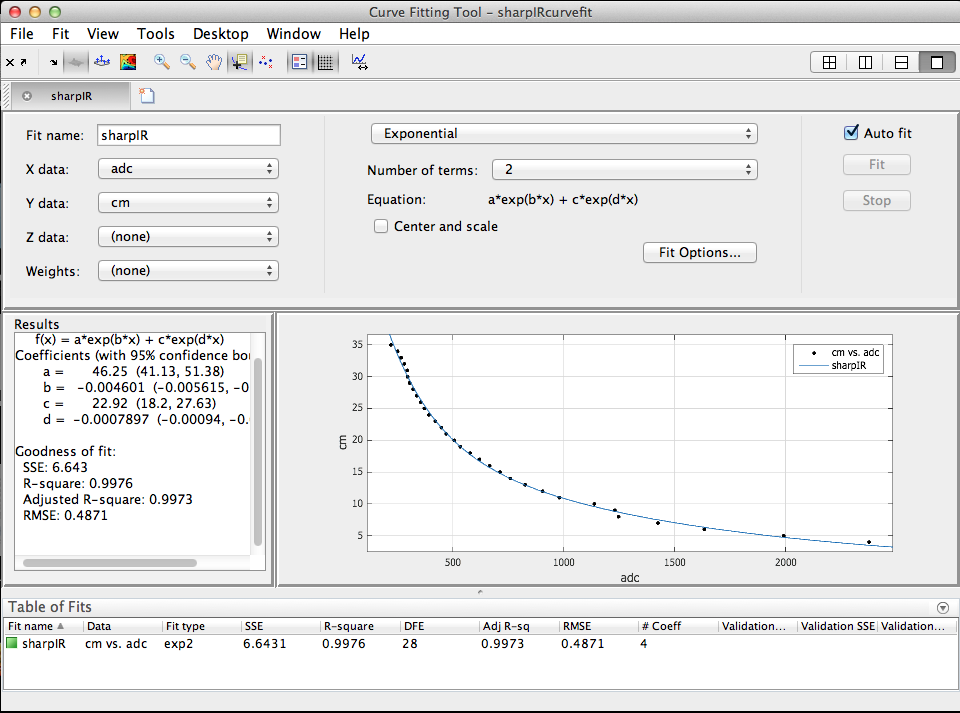 Curve Fitting Tool - sharpIRcurvefit
File Fit View Tools Desktop Window Help
sharpIR
Fit name: sharpIR
X data: adc
Y data: cm
Z data: (none)
Weights: (none)
Exponential
Number of terms: 2
Equation: a*exp(b*x) + c*exp(d*x)
Center and scale
Fit Options...
Auto fit
Fit
Stop
Results
f(x) = a*exp(b*x) + c*exp(d*x)
Coefficients (with 95% confidence bou
a = 46.25 (41.13, 51.38)
b = -0.004601 (-0.005615, -0
c = 22.92 (18.2, 27.63)
d = -0.0007897 (-0.00094, -0.
Goodness of fit:
SSE: 6.643
R-square: 0.9976
Adjusted R-square: 0.9973
RMSE: 0.4871
35
30
25
20
15
10
5
cm
500 1000 1500 2000
adc
cm vs. adc
sharpIR
Table of Fits
Fit name Data Fit type SSE R-square DFE Adj R-sq RMSE # Coeff Validation... Validation SSE Validation...
sharpIR cm vs. adc exp2 6.6431 0.9976 28 0.9973 0.4871 4